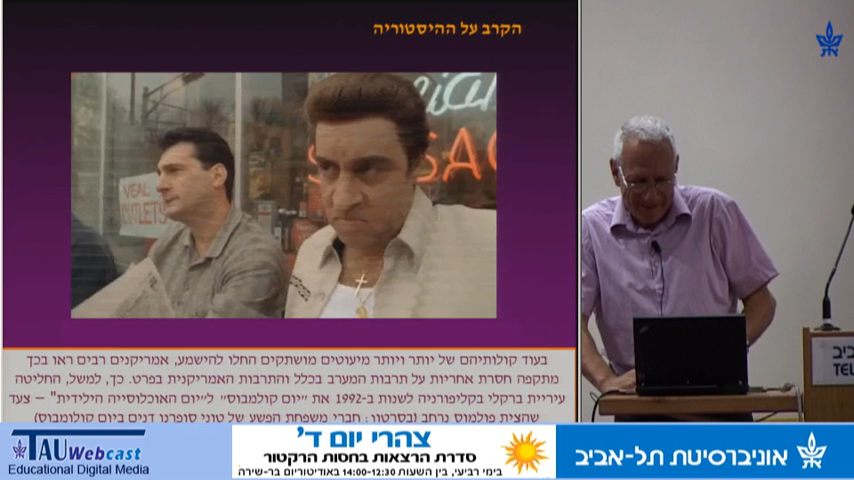 הקרב על ההיסטוריה
VEAL
CUTLETS
בעוד קולותיהם של יותר ויותר מיעוטים מושתקים החלו להישמע, אמריקנים רבים ראו בכך
מתקפה חסרת אחריות על תרבות המערב בכלל והתרבות האמריקנית בפרט. כך, למשל, החליטה
עיריית ברקלי בקליפורניה לשנות ב-1992 את "יום קולמבוס" ל"יום האוכלוסייה הילידית" – צעד
שהצית פולמוס נרחב (בסרטון: חברי משפחת הפשע של טוני סופרנו דנים ביום קולומבוס)
TAU Webcast
Educational Digital Media
צהרי יום ד'
סדרת הרצאות בחסות הרקטור
בימי רביעי, בין השעות 14:00-12:30 באודיטוריום בר-שירה
אוניברסיטת תל-אביב